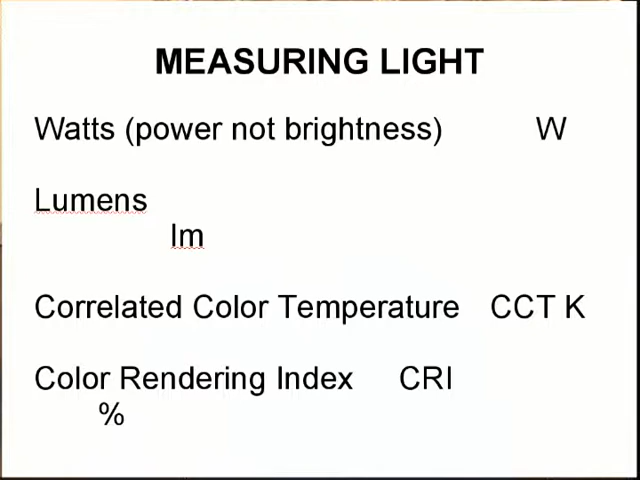 MEASURING LIGHT
Watts (power not brightness) W
Lumens
lm
Correlated Color Temperature CCT K
Color Rendering Index CRI
%